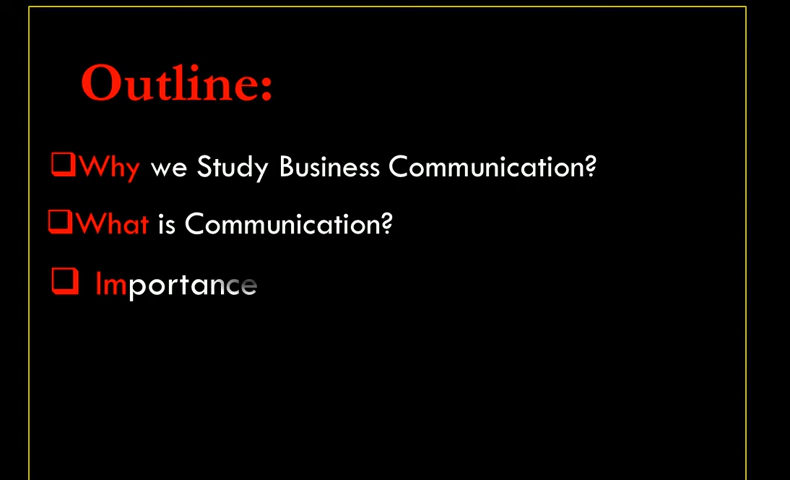 Outline:
Why we Study Business Communication?
What is Communication?
Importance